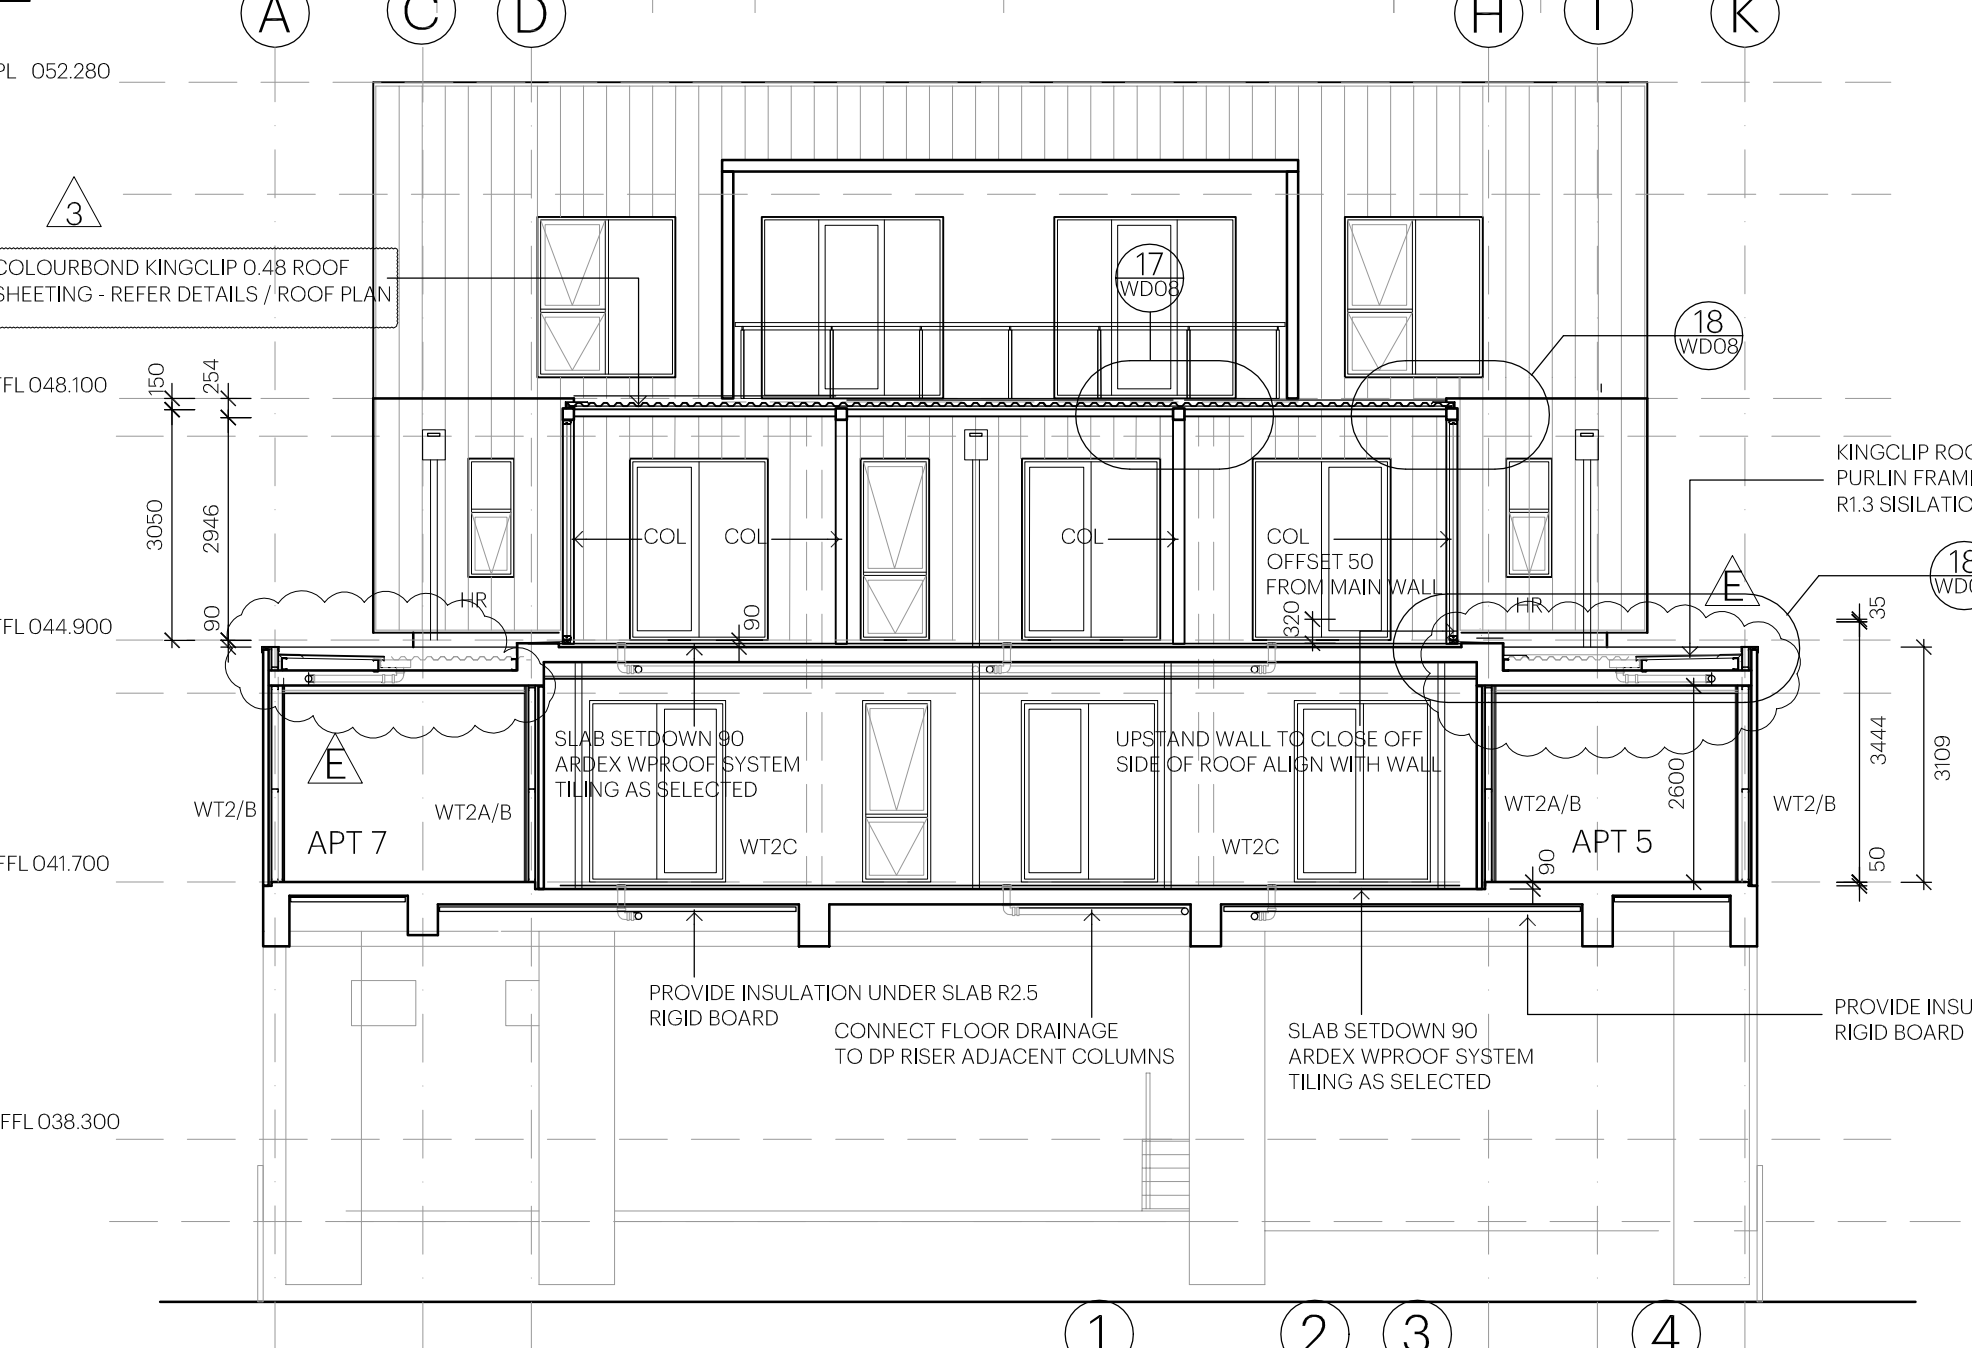 A
C
D
H
I
K
PL 052.280
3
COLOURBOND KINGCLIP 0.48 ROOF
SHEETING - REFER DETAILS / ROOF PLAN
17
WD08
18
WD08
FFL 048.100
150
254
3050
2946
90
KINGCLIP ROO
PURLIN FRAM
R1.3 SISILATIO
COL
COL
COL
COL
OFFSET 50
FROM MAIN WALL
HR
HR
90
320
E
18
WD0
35
FFL 044.900
SLAB SETDOWN 90
ARDEX WPROOF SYSTEM
TILING AS SELECTED
UPSTAND WALL TO CLOSE OFF
SIDE OF ROOF ALIGN WITH WALL
E
WT2/B
WT2A/B
APT 7
WT2C
WT2C
WT2A/B
APT 5
WT2/B
2600
3444
3109
90
50
FFL 041.700
PROVIDE INSULATION UNDER SLAB R2.5
RIGID BOARD
CONNECT FLOOR DRAINAGE
TO DP RISER ADJACENT COLUMNS
SLAB SETDOWN 90
ARDEX WPROOF SYSTEM
TILING AS SELECTED
PROVIDE INSU
RIGID BOARD
FFL 038.300
1
2
3
4